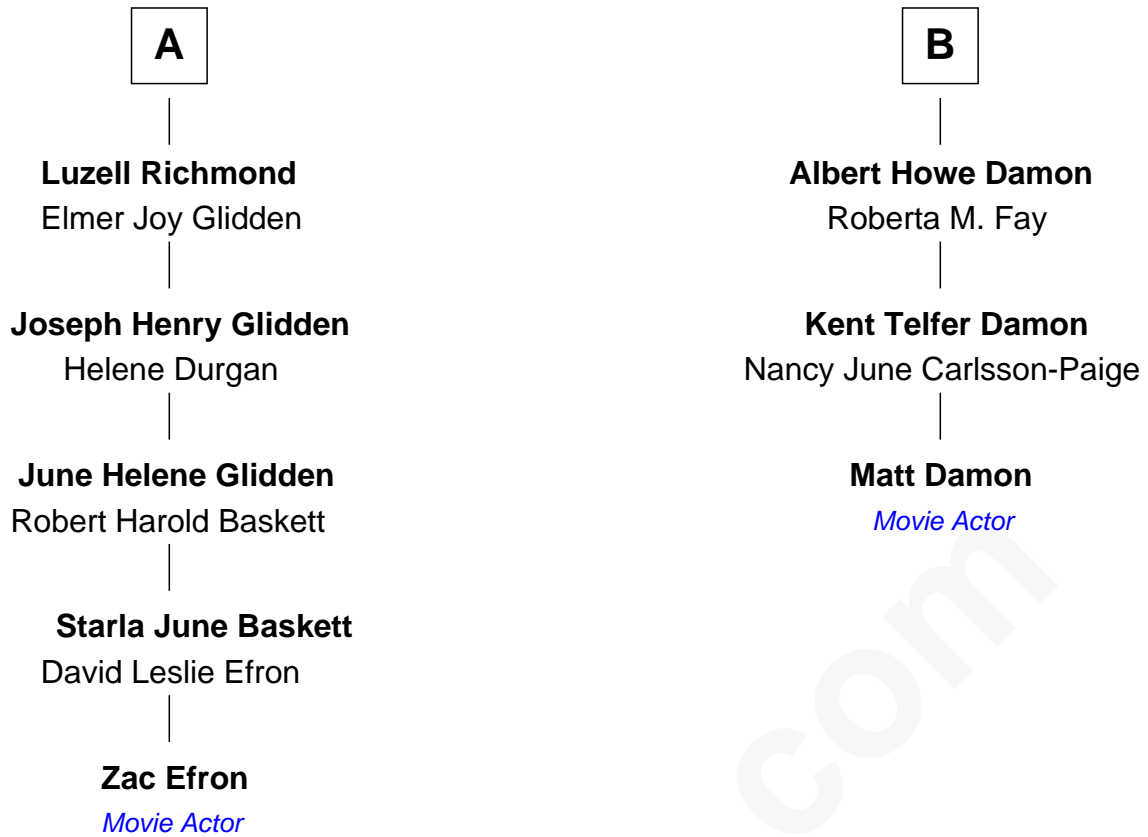 A
Luzell Richmond
Elmer Joy Glidden
Joseph Henry Glidden
Helene Durgan
June Helene Glidden
Robert Harold Baskett
Starla June Baskett
David Leslie Efron
Zac Efron
Movie Actor
B
Albert Howe Damon
Roberta M. Fay
Kent Telfer Damon
Nancy June Carlsson-Paige
Matt Damon
Movie Actor
com